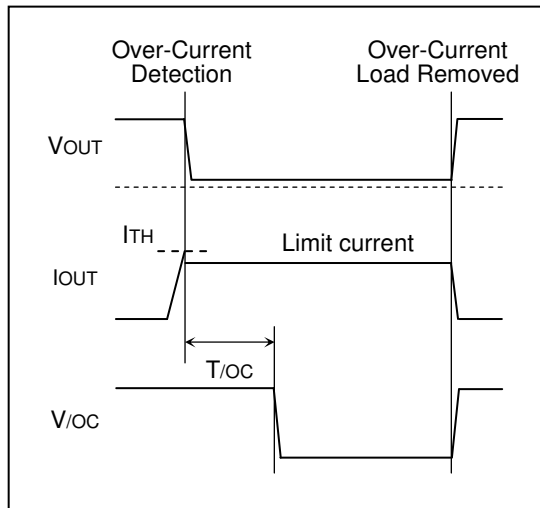 Over-Current
Detection
Over-Current
Load Removed
VOUT
ITH
Limit current
IOUT
T/OC
V/OC